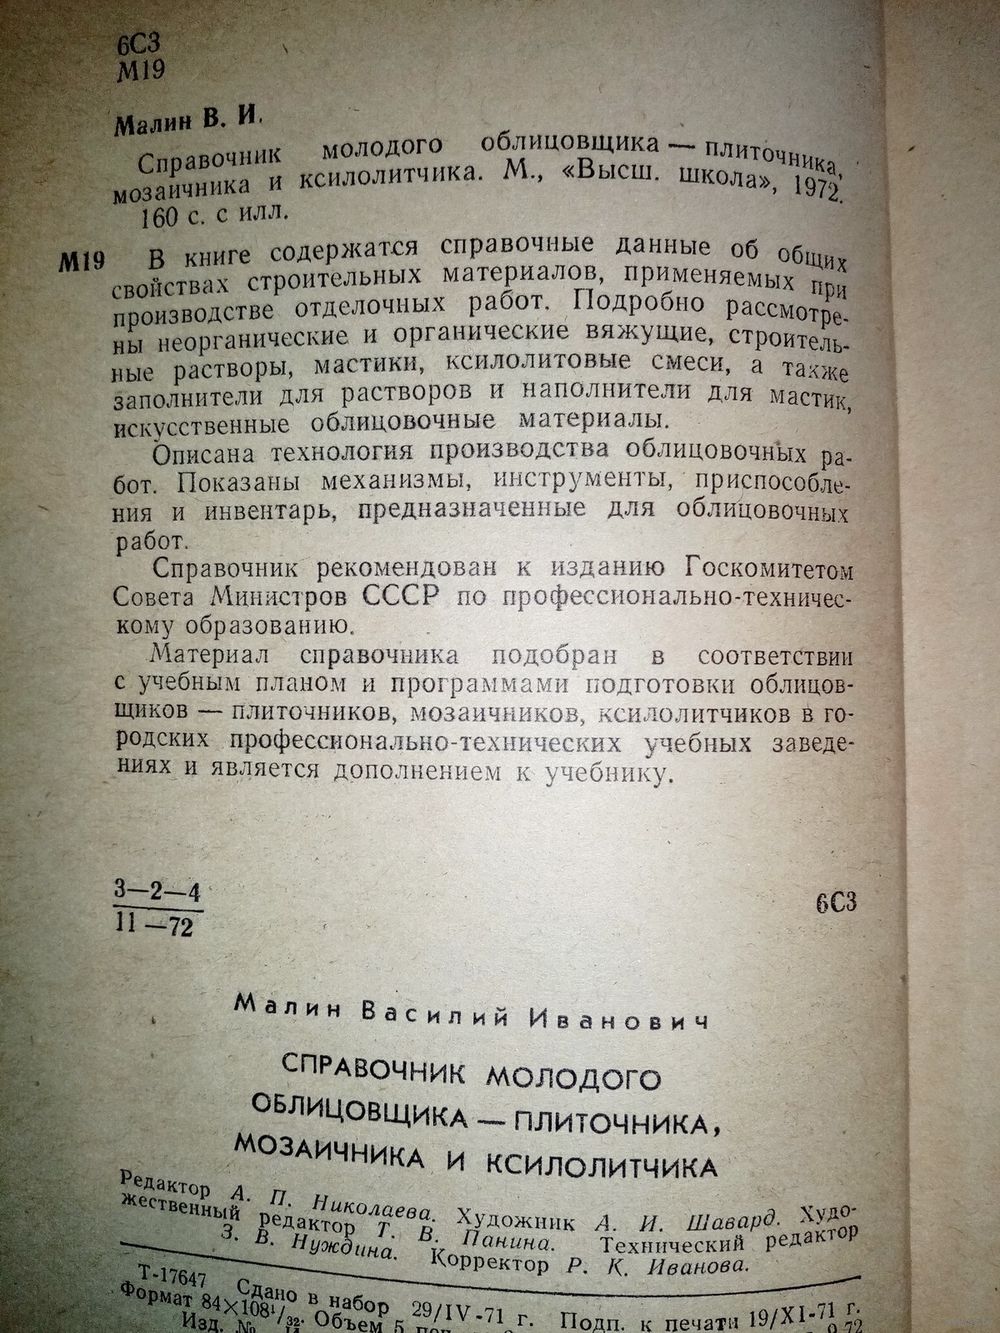 6С3
М19
Малин В. И.
Справочник молодого облицовщика — плиточника,
мозаичника и ксилолитчика. М., «Высш. школа», 1972.
160 с. с илл.
М19 В книге содержатся справочные данные об общих
свойствах строительных материалов, применяемых при
производстве отделочных работ. Подробно рассмотре-
ны неорганические и органические вяжущие, строитель-
ные растворы, мастики, ксилолитовые смеси, а также
заполнители для растворов и наполнители для мастик,
искусственные облицовочные материалы.
Описана технология производства облицовочных ра-
бот. Показаны механизмы, инструменты, приспособле-
ния и инвентарь, предназначенные для облицовочных
работ.
Справочник рекомендован к изданию Госкомитетом
Совета Министров СССР по профессионально-техничес-
кому образованию.
Материал справочника подобран в соответствии
с учебным планом и программами подготовки облицов-
щиков — плиточников, мозаичников, ксилолитчиков в го-
родских профессионально-технических учебных заведе-
ниях и является дополнением к учебнику.
3—2—4
11—72
6С3
Малин Василий Иванович
СПРАВОЧНИК МОЛОДОГО
ОБЛИЦОВЩИКА — ПЛИТОЧНИКА,
МОЗАИЧНИКА И КСИЛОЛИТЧИКА
Редактор А. П. Николаева. Художник А. И. Шавард. Худо-
жественный редактор Т. В. Панина. Технический редактор
З. В. Нуждина. Корректор Р. К. Иванова.
Т-17647 Сдано в набор 29/IV-71 г. Подп. к печати 19/XI-71 г.
Формат 84×108¹/₃₂. Объем 5
Изд. №